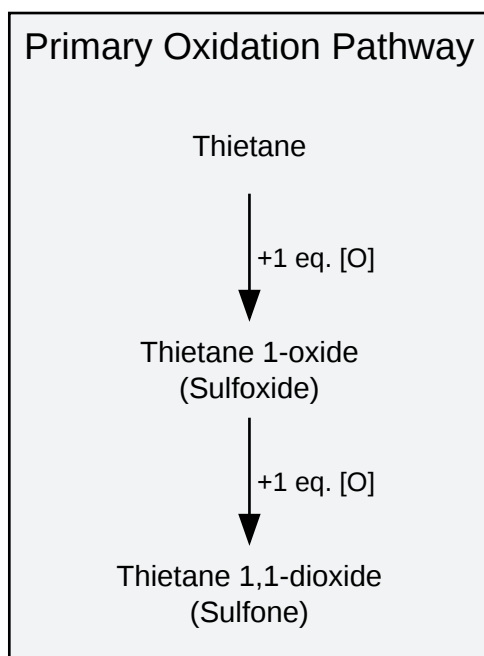 Primary Oxidation Pathway
Thietane
+1 eq. [O]
Thietane 1-oxide
(Sulfoxide)
+1 eq. [O]
Thietane 1,1-dioxide
(Sulfone)